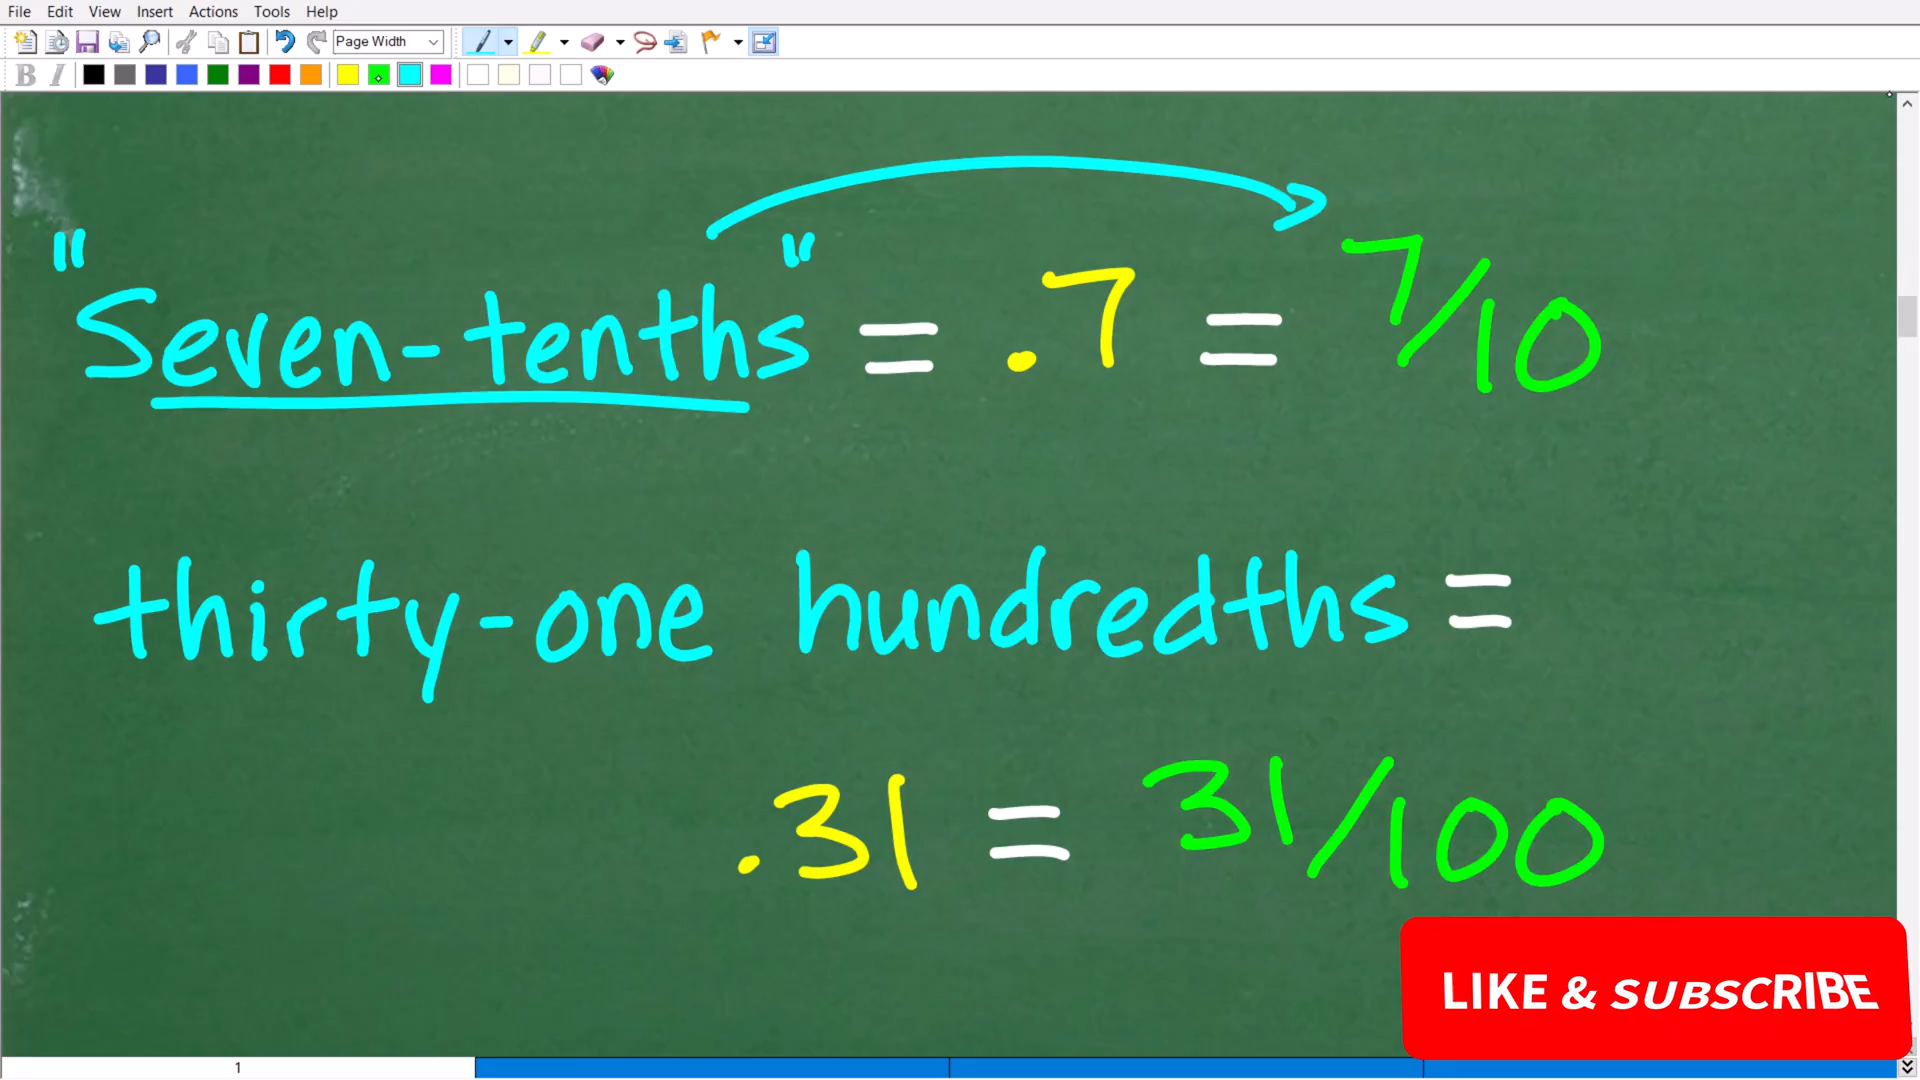 File Edit View Insert Actions Tools Help
Page Width
B I
"Seven-tenths" = .7 = 7/10
thirty-one hundredths =
.31 = 31/100
LIKE & SUBSCRIBE
1